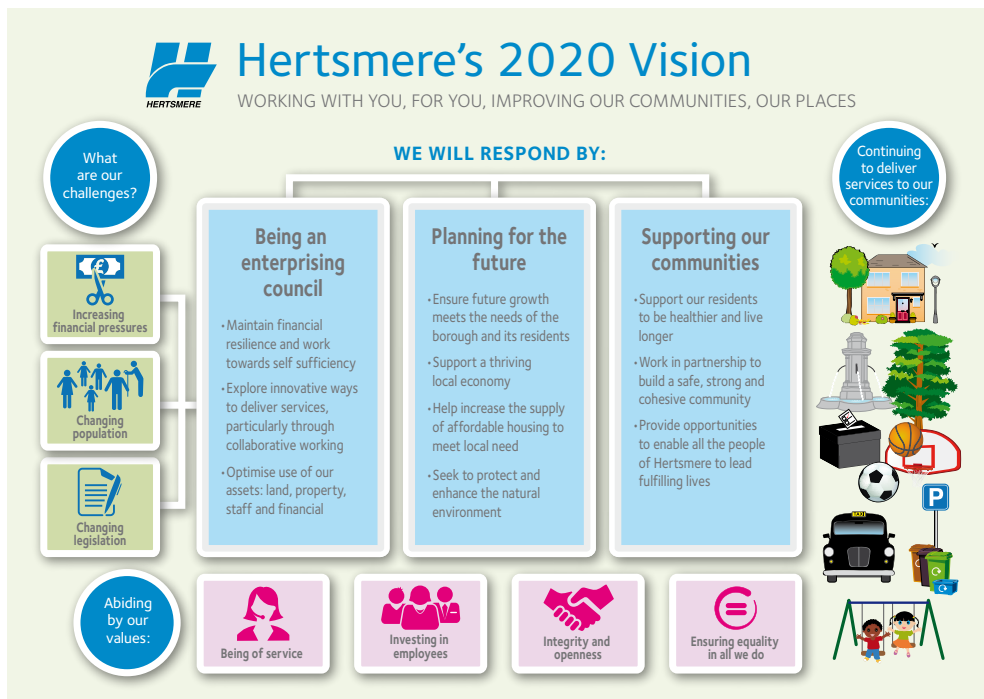 Hertsmere's 2020 Vision
HERTSMERE
WORKING WITH YOU, FOR YOU, IMPROVING OUR COMMUNITIES, OUR PLACES
What
are our
challenges?
Increasing
financial pressures
Changing
population
Changing
legislation
WE WILL RESPOND BY:
Being an
enterprising
council
•Maintain financial
resilience and work
towards self sufficiency
•Explore innovative ways
to deliver services,
particularly through
collaborative working
•Optimise use of our
assets: land, property,
staff and financial
Planning for the
future
•Ensure future growth
meets the needs of the
borough and its residents
•Support a thriving
local economy
•Help increase the supply
of affordable housing to
meet local need
•Seek to protect and
enhance the natural
environment
Supporting our
communities
•Support our residents
to be healthier and live
longer
•Work in partnership to
build a safe, strong and
cohesive community
•Provide opportunities
to enable all the people
of Hertsmere to lead
fulfilling lives
Continuing
to deliver
services to our
communities:
P
TAXI
Abiding
by our
values:
Being of service
Investing in
employees
Integrity and
openness
Ensuring equality
in all we do